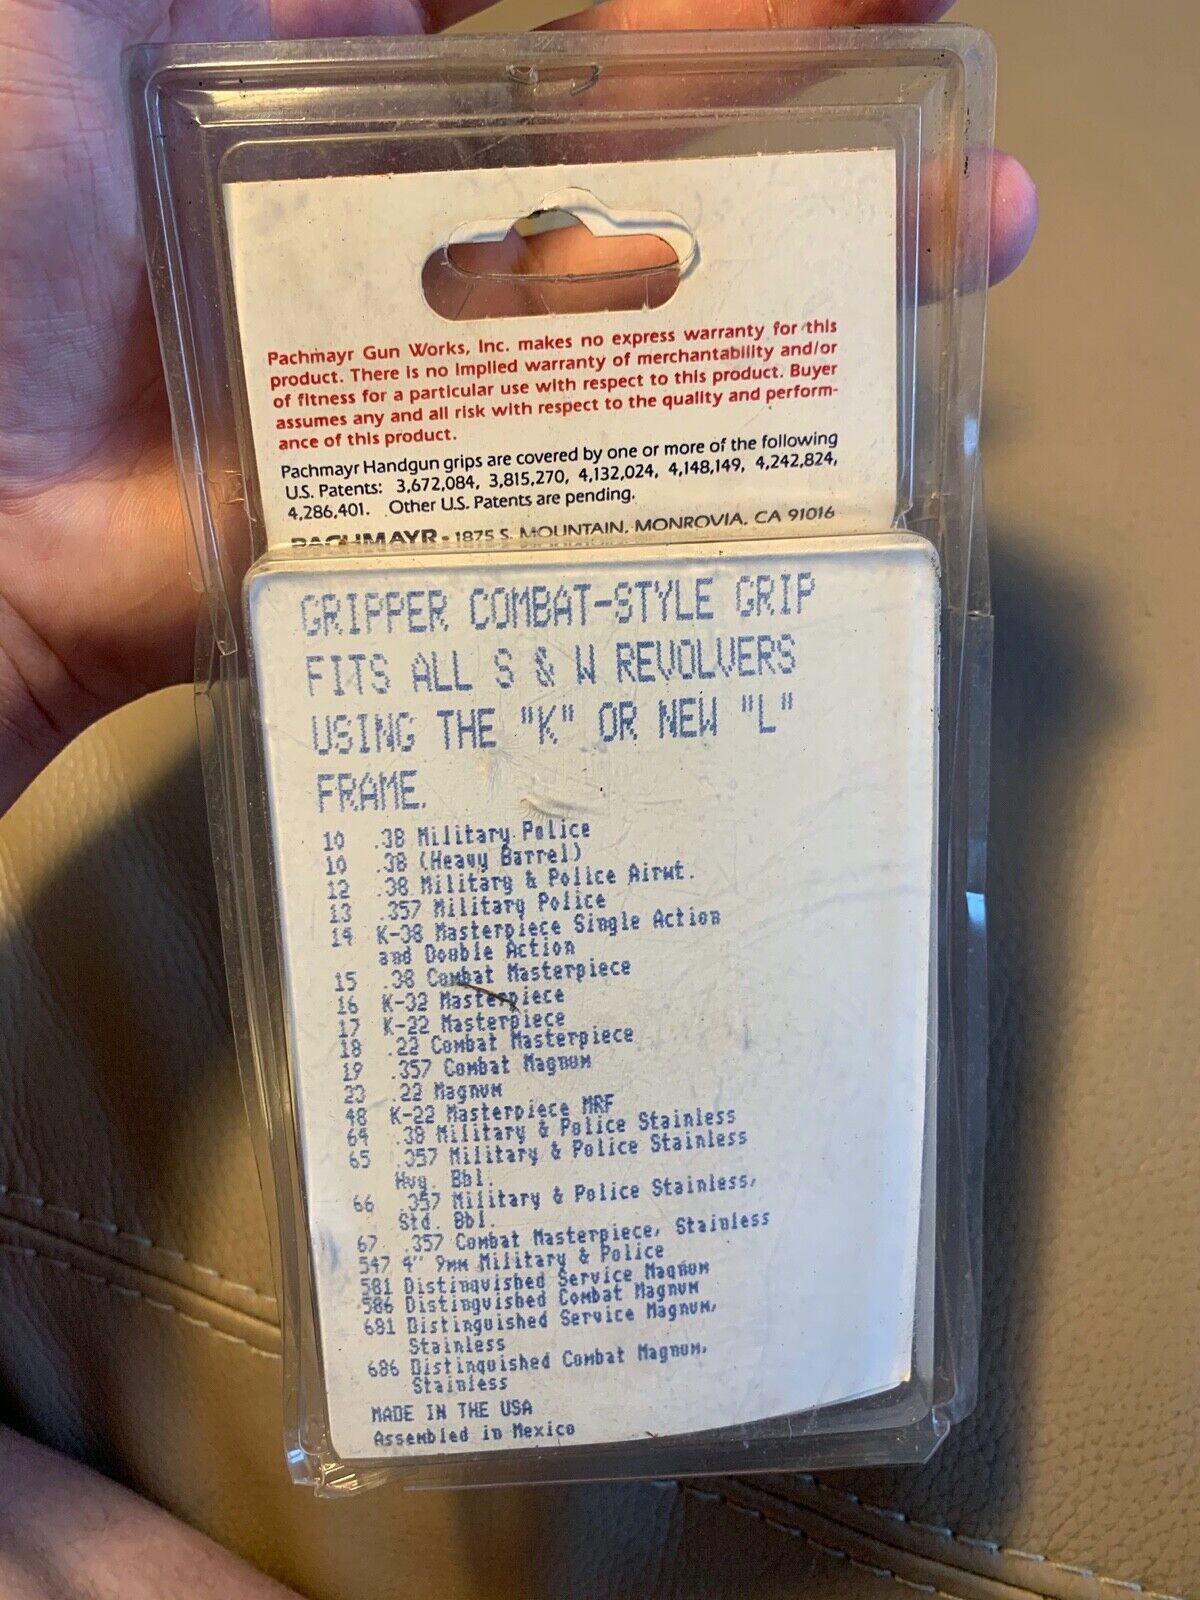 Pachmayr Gun Works, Inc. makes no express warranty for this
product. There is no implied warranty of merchantability and/or
of fitness for a particular use with respect to this product. Buyer
assumes any and all risk with respect to the quality and perform-
ance of this product.
Pachmayr Handgun grips are covered by one or more of the following
U.S. Patents: 3,672,084, 3,815,270, 4,132,024, 4,148,149, 4,242,824,
4,286,401. Other U.S. Patents are pending.
PACHMAYR • 1875 S. MOUNTAIN, MONROVIA, CA 91016
GRIPPER COMBAT-STYLE GRIP
FITS ALL S & W REVOLVERS
USING THE "K" OR NEW "L"
FRAME.
10 .38 Military Police
10 .38 (Heavy Barrel)
12 .38 Military & Police Airwt.
13 .357 Military Police
14 K-38 Masterpiece Single Action
and Double Action
15 .38 Combat Masterpiece
16 K-32 Masterpiece
17 K-22 Masterpiece
18 .22 Combat Masterpiece
19 .357 Combat Magnum
23 .22 Magnum
48 K-22 Masterpiece MRF
64 .38 Military & Police Stainless
65 .357 Military & Police Stainless
Hvy. Bbl.
66 .357 Military & Police Stainless,
Std. Bbl.
67 .357 Combat Masterpiece, Stainless
547 4" 9mm Military & Police
581 Distinguished Service Magnum
586 Distinguished Combat Magnum
681 Distinguished Service Magnum,
Stainless
686 Distinguished Combat Magnum,
Stainless
MADE IN THE USA
Assembled in Mexico